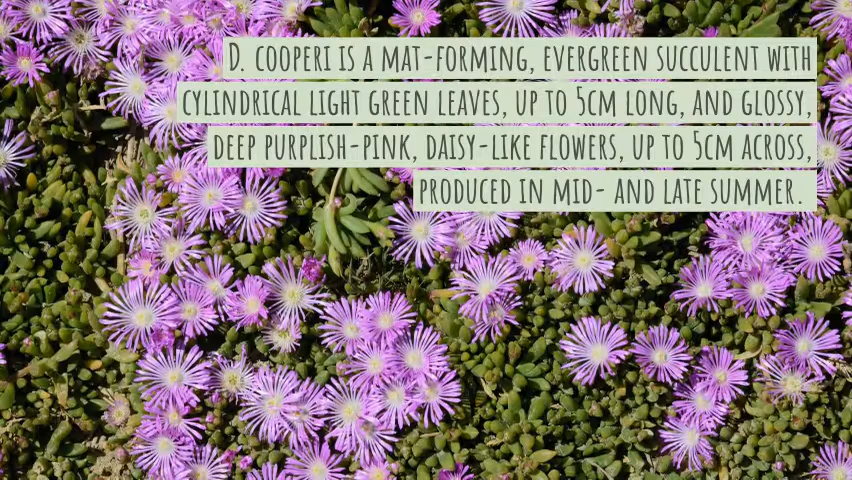 D. COOPERI IS A MAT-FORMING, EVERGREEN SUCCULENT WITH
CYLINDRICAL LIGHT GREEN LEAVES, UP TO 5CM LONG, AND GLOSSY,
DEEP PURPLISH-PINK, DAISY-LIKE FLOWERS, UP TO 5CM ACROSS,
PRODUCED IN MID- AND LATE SUMMER.